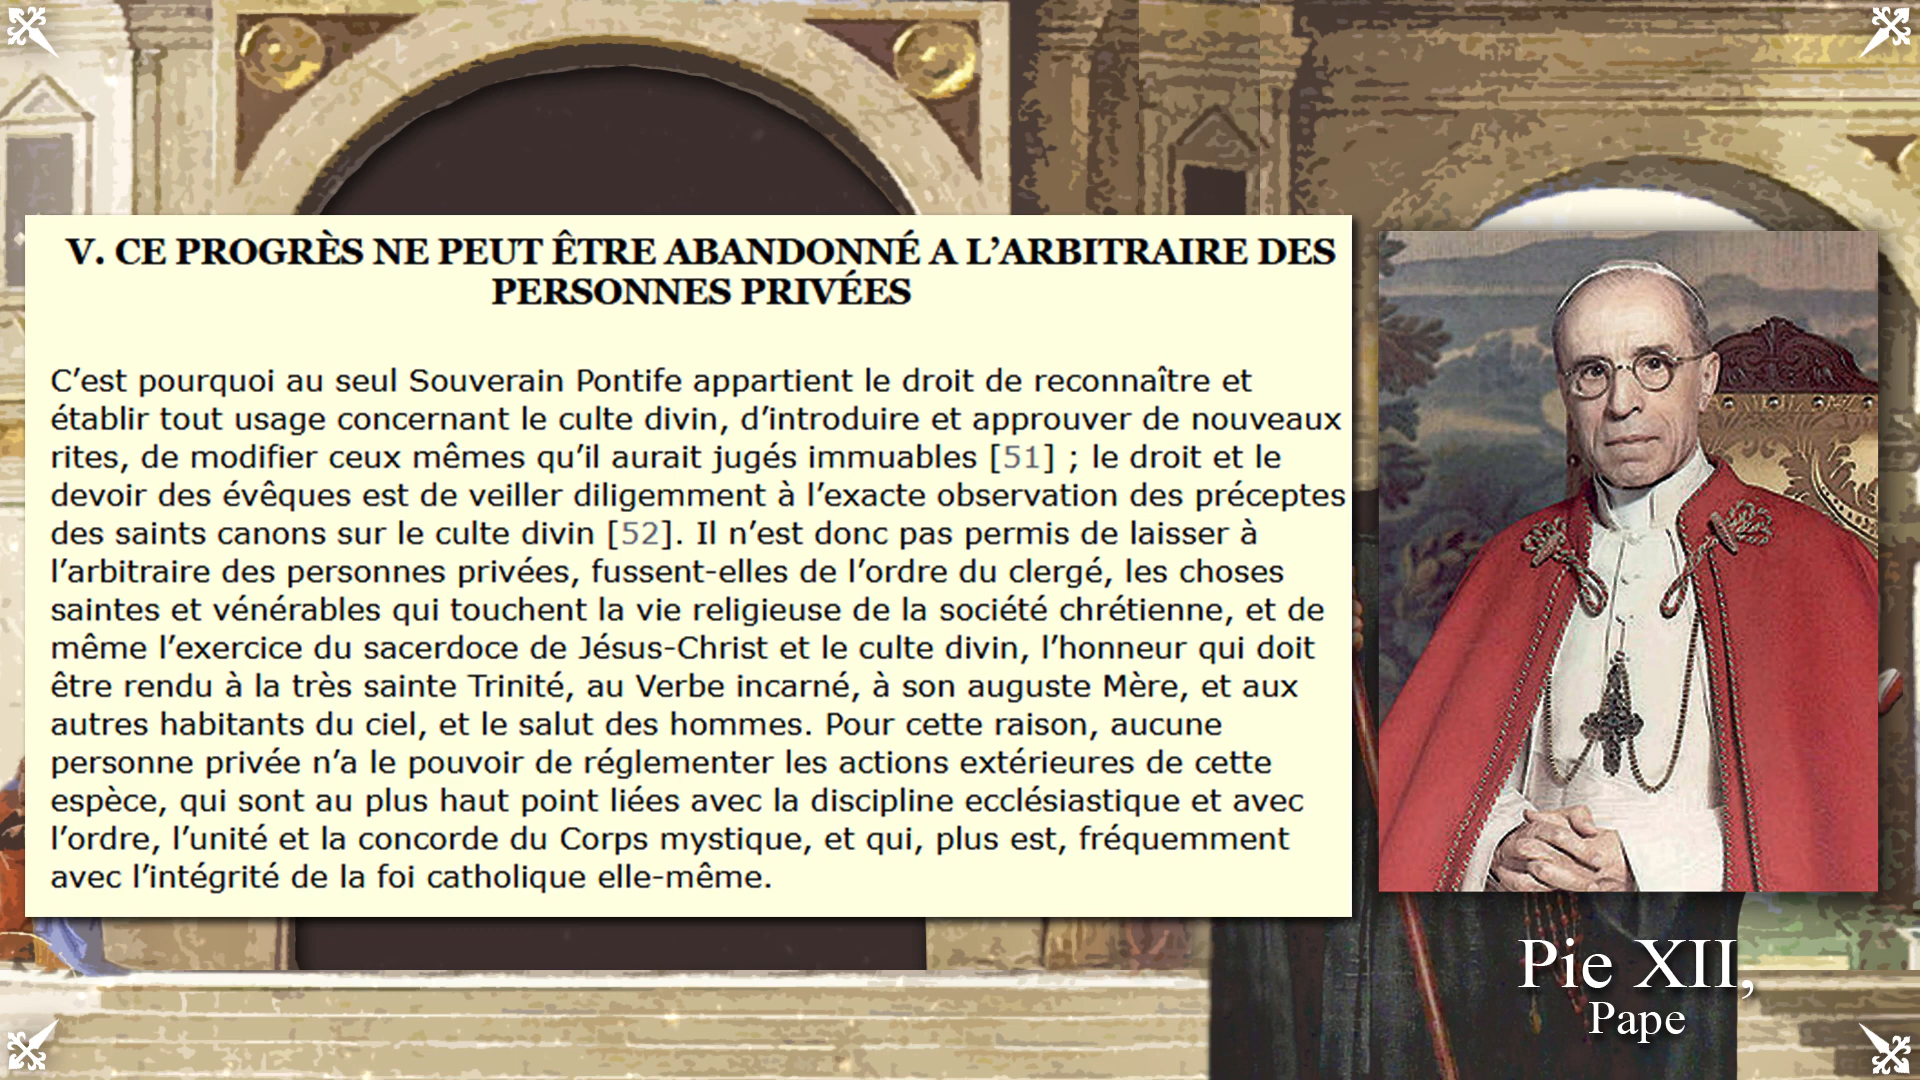 V. CE PROGRÈS NE PEUT ÊTRE ABANDONNÉ A L’ARBITRAIRE DES
PERSONNES PRIVÉES
C’est pourquoi au seul Souverain Pontife appartient le droit de reconnaître et
établir tout usage concernant le culte divin, d’introduire et approuver de nouveaux
rites, de modifier ceux mêmes qu’il aurait jugés immuables [51] ; le droit et le
devoir des évêques est de veiller diligemment à l’exacte observation des préceptes
des saints canons sur le culte divin [52]. Il n’est donc pas permis de laisser à
l’arbitraire des personnes privées, fussent-elles de l’ordre du clergé, les choses
saintes et vénérables qui touchent la vie religieuse de la société chrétienne, et de
même l’exercice du sacerdoce de Jésus-Christ et le culte divin, l’honneur qui doit
être rendu à la très sainte Trinité, au Verbe incarné, à son auguste Mère, et aux
autres habitants du ciel, et le salut des hommes. Pour cette raison, aucune
personne privée n’a le pouvoir de réglementer les actions extérieures de cette
espèce, qui sont au plus haut point liées avec la discipline ecclésiastique et avec
l’ordre, l’unité et la concorde du Corps mystique, et qui, plus est, fréquemment
avec l’intégrité de la foi catholique elle-même.
Pie XII,
Pape